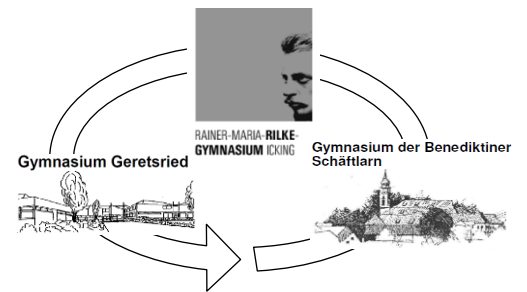 RAINER-MARIA-RILKE-
GYMNASIUM ICKING
Gymnasium Geretsried
Gymnasium der Benediktiner
Schäftlarn